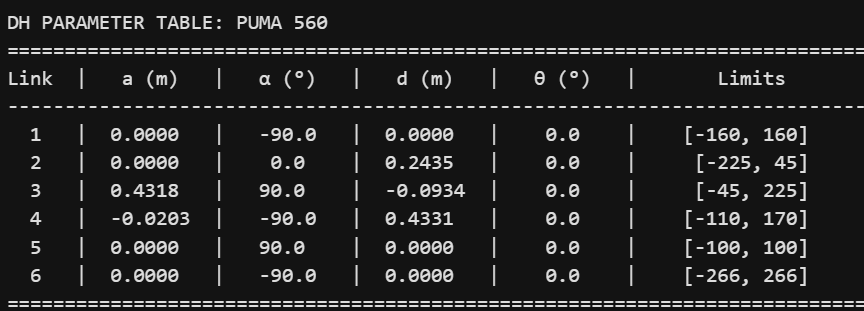 DH PARAMETER TABLE: PUMA 560
====================================================================================
Link | a (m) | α (°) | d (m) | θ (°) | Limits
------------------------------------------------------------------------------------
1 | 0.0000 | -90.0 | 0.0000 | 0.0 | [-160, 160]
2 | 0.0000 | 0.0 | 0.2435 | 0.0 | [-225, 45]
3 | 0.4318 | 90.0 | -0.0934 | 0.0 | [-45, 225]
4 | -0.0203 | -90.0 | 0.4331 | 0.0 | [-110, 170]
5 | 0.0000 | 90.0 | 0.0000 | 0.0 | [-100, 100]
6 | 0.0000 | -90.0 | 0.0000 | 0.0 | [-266, 266]
====================================================================================